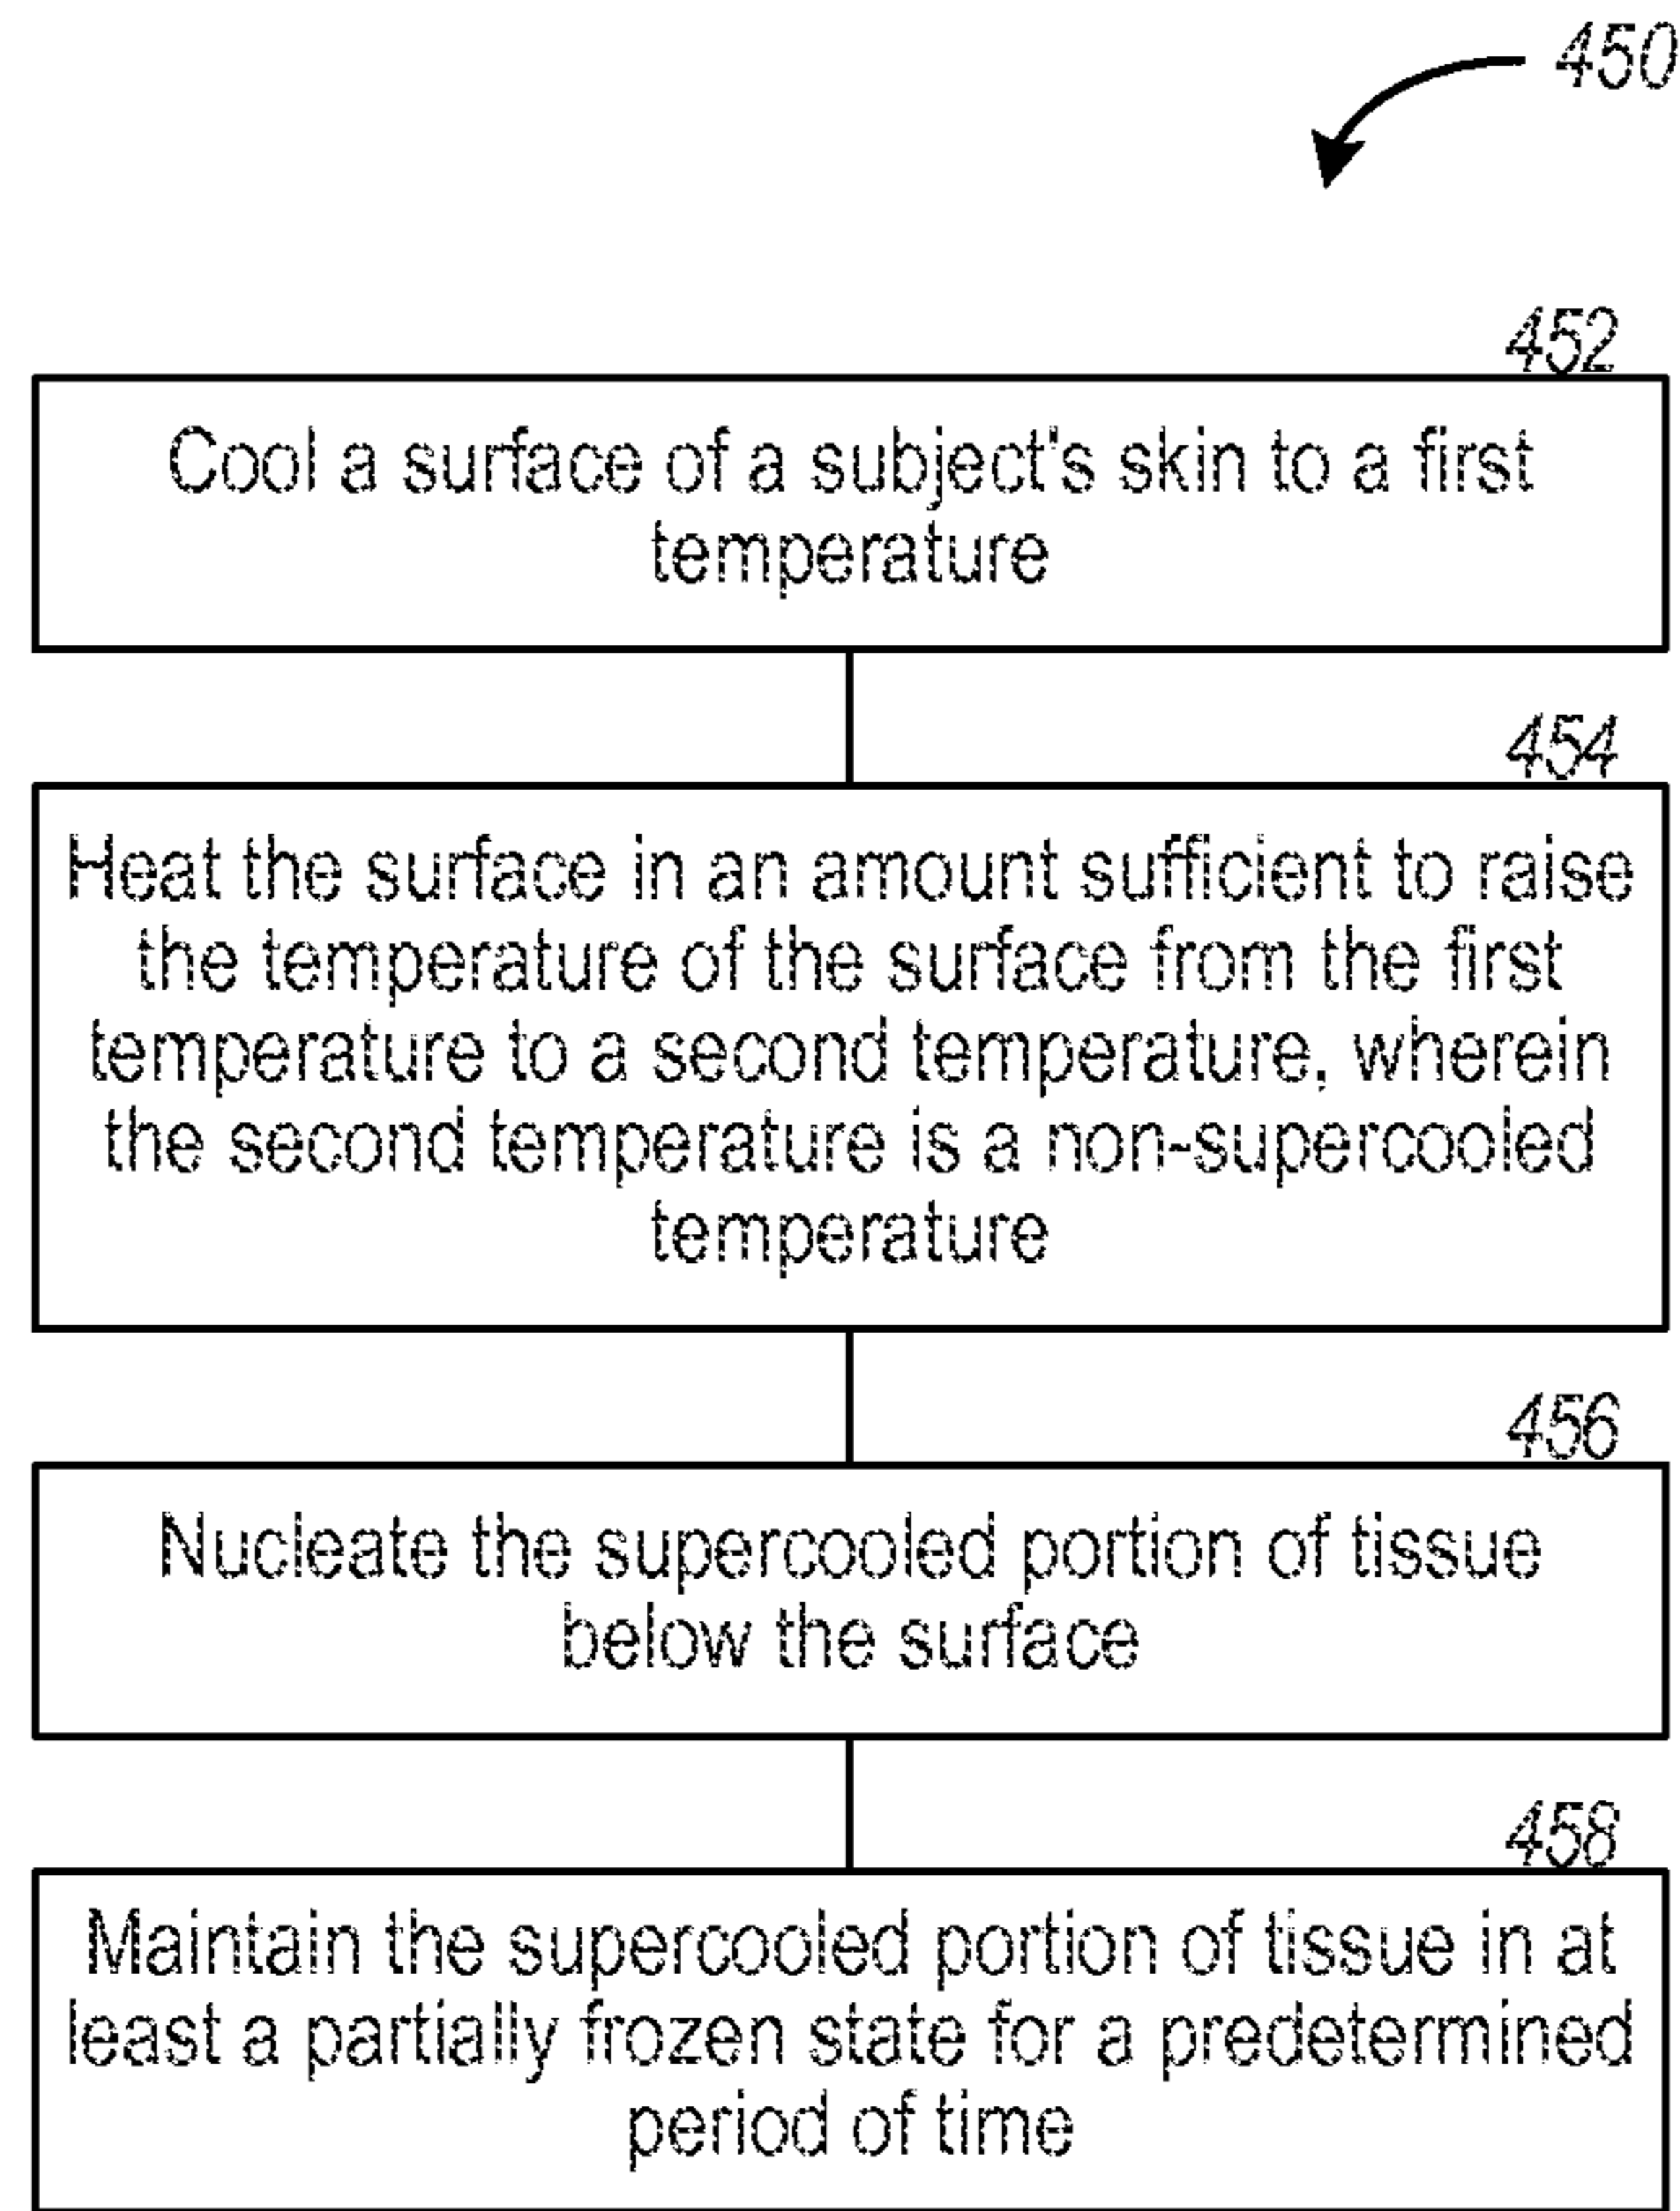 450
452
Cool a surface of a subject's skin to a first
temperature
454
Heat the surface in an amount sufficient to raise
the temperature of the surface from the first
temperature to a second temperature, wherein
the second temperature is a non-supercooled
temperature
456
Nucleate the supercooled portion of tissue
below the surface
458
Maintain the supercooled portion of tissue in at
least a partially frozen state for a predetermined
period of time